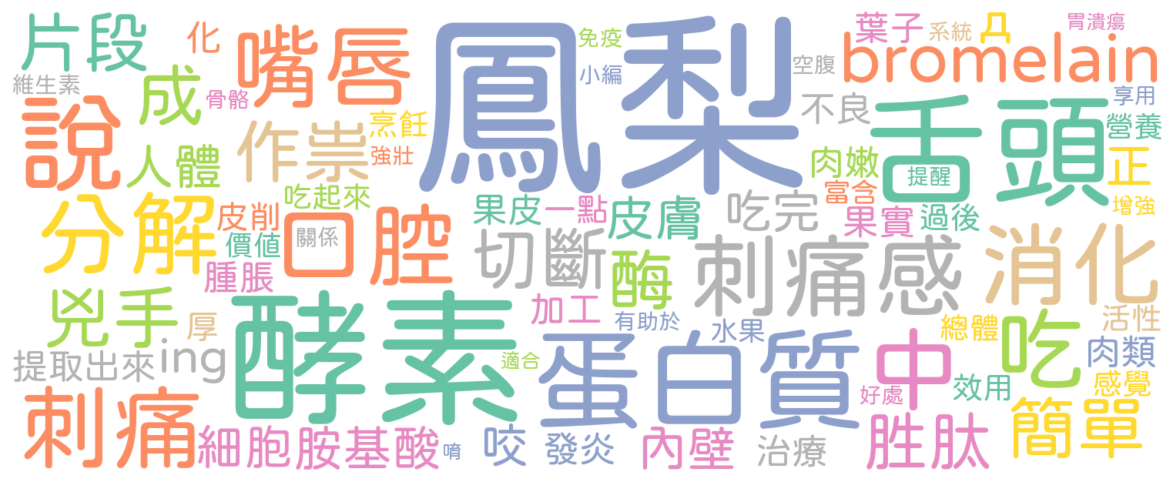 片段
化
嘴唇
鳳梨
免疫
小編
空腹
葉子
系統
Д
胃潰瘍
bromelain
維生素
成
骨骼
不良
舌頭
享用
營養
說
作祟
烹飪
強壯
人體
肉嫩
提醒
正
增強
分解
皮削
吃起來
價值
關係
口腔
果皮
一點
皮膚
吃完
富含
果實
過後
腫脹
切斷
酶
刺痛感
消化
兇手
厚
酵素
加工
有助於
水果
總體
活性
提取出來
ing
適合
蛋白質
中
吃
肉類
好處
效用
感覺
刺痛
細胞
胺基酸
嘀
咬
發炎
內壁
治療
胜肽
簡單